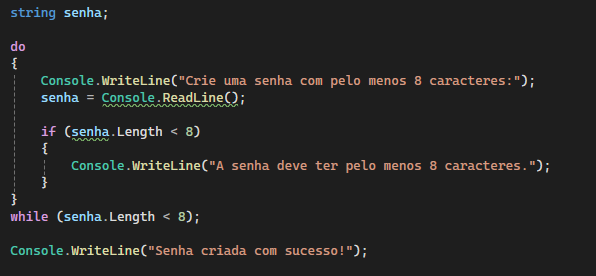 string senha;
do
{
Console.WriteLine("Crie uma senha com pelo menos 8 caracteres:");
senha = Console.ReadLine();
if (senha.Length < 8)
{
Console.WriteLine("A senha deve ter pelo menos 8 caracteres.");
}
}
while (senha.Length < 8);
Console.WriteLine("Senha criada com sucesso!");